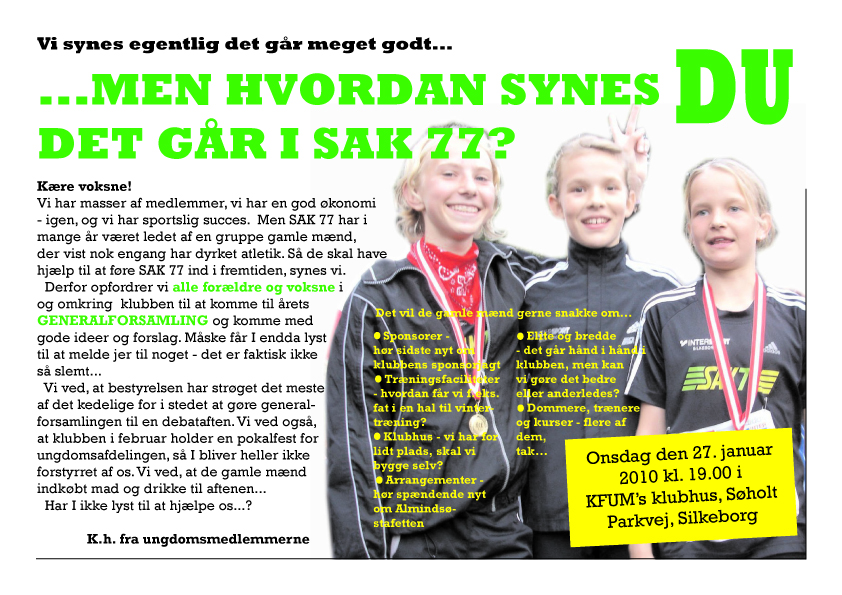 Vi synes egentlig det går meget godt...
...MEN HVORDAN SYNES DU
DET GÅR I SAK 77?
Kære voksne!
Vi har masser af medlemmer, vi har en god økonomi
- igen, og vi har sportslig succes.  Men SAK 77 har i
mange år været ledet af en gruppe gamle mænd,
der vist nok engang har dyrket atletik. Så de skal have
hjælp til at føre SAK 77 ind i fremtiden, synes vi.
Derfor opfordrer vi alle forældre og voksne i
og omkring  klubben til at komme til årets
GENERALFORSAMLING og komme med
gode ideer og forslag. Måske får I endda lyst
til at melde jer til noget - det er faktisk ikke
så slemt...
Vi ved, at bestyrelsen har strøget det meste
af det kedelige for i stedet at gøre general-
forsamlingen til en debataften. Vi ved også,
at klubben i februar holder en pokalfest for
ungdomsafdelingen, så I bliver heller ikke
forstyrret af os. Vi ved, at de gamle mænd
indkøbt mad og drikke til aftenen...
Har I ikke lyst til at hjælpe os...?
K.h. fra ungdomsmedlemmerne
Det vil de gamle mænd gerne snakke om...
● Sponsorer -
hør sidste nyt om
klubbens sponsorjagt
● Træningsfaciliteter
- hvordan får vi f.eks.
fat i en hal til vinter-
træning?
● Klubhus - vi har for
lidt plads, skal vi
bygge selv?
● Arrangementer -
hør spændende nyt
om Almindsø-
stafetten
● Elite og bredde
- det går hånd i hånd i
klubben, men kan
vi gøre det bedre
eller anderledes?
● Dommere, trænere
og kurser - flere af
dem,
tak...
INTERSPORT
adidas
Onsdag den 27. januar
2010 kl. 19.00 i
KFUM's klubhus, Søholt
Parkvej, Silkeborg